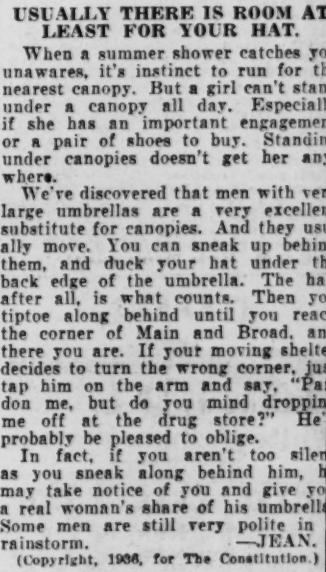 USUALLY THERE IS ROOM AT
LEAST FOR YOUR HAT.
When a summer shower catches yo
unawares, it's instinct to run for th
nearest canopy. But a girl can't stan
under a canopy all day. Especiall
if she has an important engagemen
or a pair of shoes to buy. Standin
under canopies doesn't get her any
where.
We've discovered that men with ver
large umbrellas are a very excellen
substitute for canopies. And they usu
ally move. You can sneak up behin
them, and duck your hat under th
back edge of the umbrella. The ha
after all, is what counts. Then yo
tiptoe along behind until you reac
the corner of Main and Broad, an
there you are. If your moving shelte
decides to turn the wrong corner, jus
tap him on the arm and say, "Par
don me, but do you mind droppin
me off at the drug store?" He'
probably be pleased to oblige.
In fact, if you aren't too silen
as you sneak along behind him, h
may take notice of you and give yo
a real woman's share of his umbrella
Some men are still very polite in
rainstorm. —JEAN.
(Copyright, 1936, for The Constitution.)